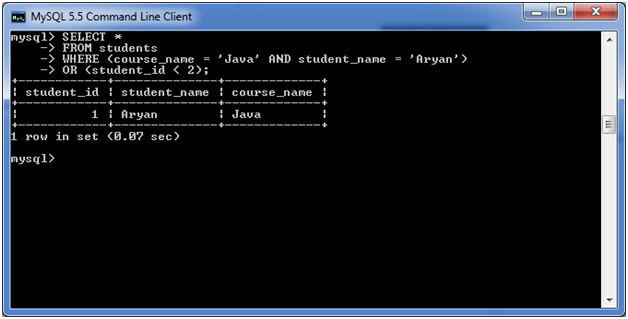 MySQL 5.5 Command Line Client
mysql> SELECT *
    -> FROM students
    -> WHERE (course_name = 'Java' AND student_name = 'Aryan')
    -> OR (student_id < 2);
+------------+--------------+-------------+
| student_id | student_name | course_name |
+------------+--------------+-------------+
|          1 | Aryan        | Java        |
+------------+--------------+-------------+
1 row in set (0.07 sec)
mysql>